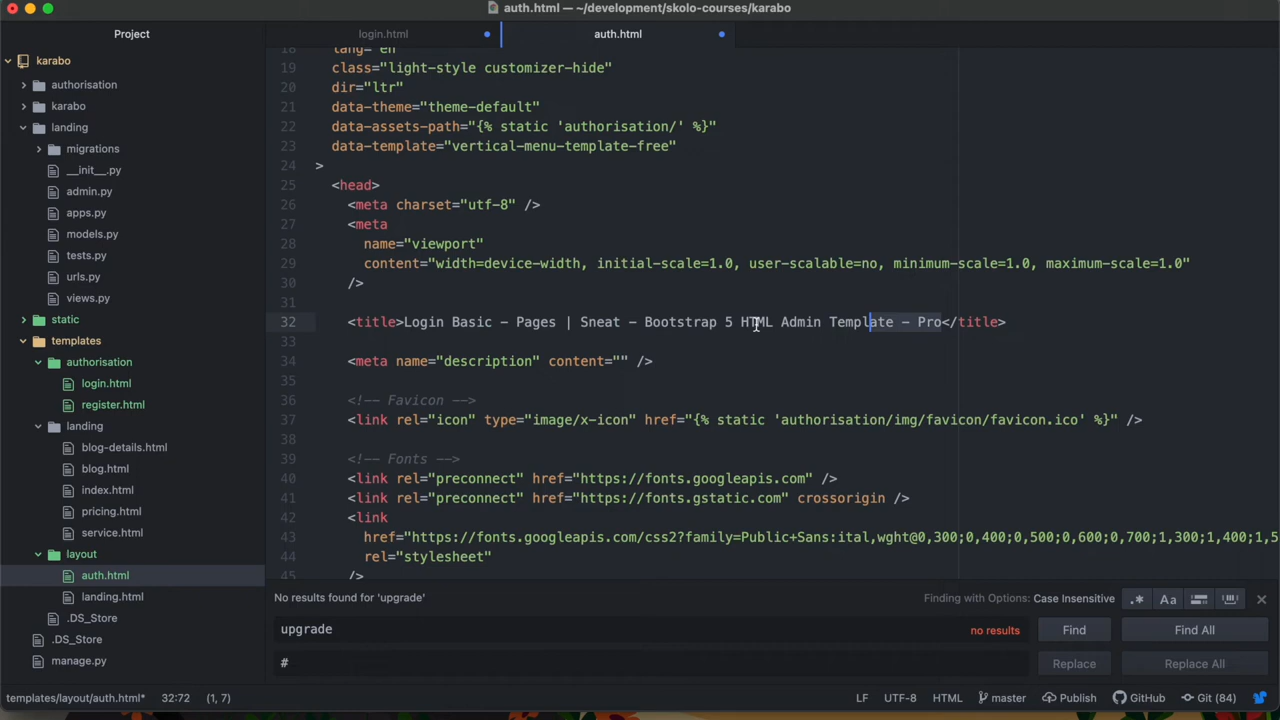 auth.html — ~/development/skolo-courses/karabo
Project
login.html
auth.html
karabo
authorisation
karabo
landing
migrations
__init__.py
admin.py
apps.py
models.py
tests.py
urls.py
views.py
static
templates
authorisation
login.html
register.html
landing
blog-details.html
blog.html
index.html
pricing.html
service.html
layout
auth.html
landing.html
.DS_Store
.DS_Store
manage.py
18 lang="en"
19 class="light-style customizer-hide"
20 dir="ltr"
21 data-theme="theme-default"
22 data-assets-path="{% static 'authorisation/' %}"
23 data-template="vertical-menu-template-free"
24 >
25 <head>
26 <meta charset="utf-8" />
27 <meta
28 name="viewport"
29 content="width=device-width, initial-scale=1.0, user-scalable=no, minimum-scale=1.0, maximum-scale=1.0"
30 />
31
32 <title>Login Basic - Pages | Sneat - Bootstrap 5 HTML Admin Template - Pro</title>
33
34 <meta name="description" content="" />
35
36 <!-- Favicon -->
37 <link rel="icon" type="image/x-icon" href="{% static 'authorisation/img/favicon/favicon.ico' %}" />
38
39 <!-- Fonts -->
40 <link rel="preconnect" href="https://fonts.googleapis.com" />
41 <link rel="preconnect" href="https://fonts.gstatic.com" crossorigin />
42 <link
43 href="https://fonts.googleapis.com/css2?family=Public+Sans:ital,wght@0,300;0,400;0,500;0,600;0,700;1,300;1,400;1,5
44 rel="stylesheet"
45 />
No results found for 'upgrade'
Finding with Options: Case Insensitive
.* Aa
upgrade
no results
Find
Find All
#
Replace
Replace All
templates/layout/auth.html* 32:72 (1, 7)
LF UTF-8 HTML master Publish GitHub Git (84)